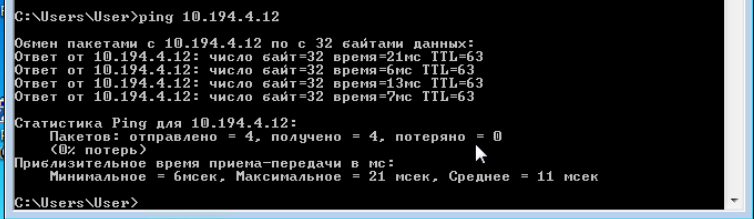 C:\Users\User>ping 10.194.4.12
Обмен пакетами с 10.194.4.12 по с 32 байтами данных:
Ответ от 10.194.4.12: число байт=32 время=21мс TTL=63
Ответ от 10.194.4.12: число байт=32 время=6мс TTL=63
Ответ от 10.194.4.12: число байт=32 время=13мс TTL=63
Ответ от 10.194.4.12: число байт=32 время=7мс TTL=63
Статистика Ping для 10.194.4.12:
Пакетов: отправлено = 4, получено = 4, потеряно = 0
(0% потерь)
Приблизительное время приема-передачи в мс:
Минимальное = 6мсек, Максимальное = 21 мсек, Среднее = 11 мсек
C:\Users\User>